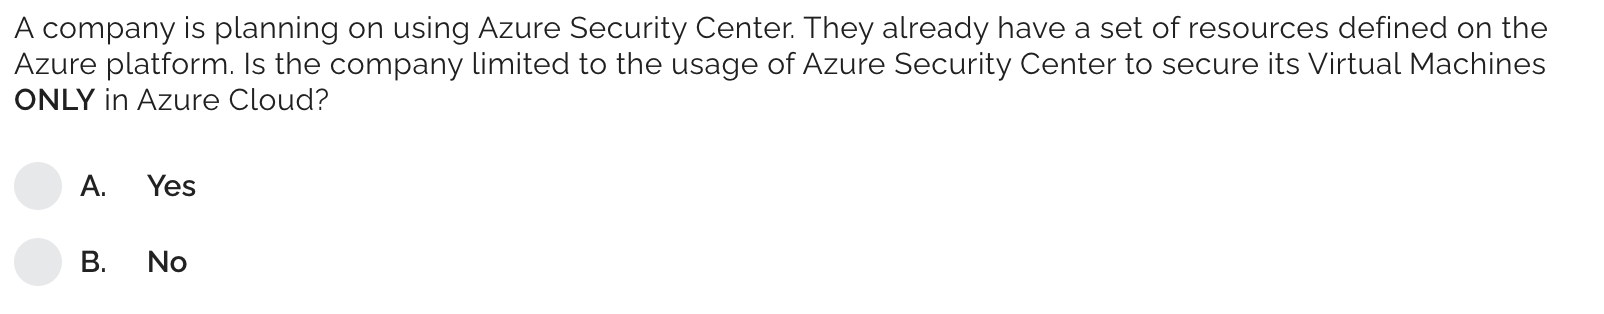 A company is planning on using Azure Security Center. They already have a set of resources defined on the
Azure platform. Is the company limited to the usage of Azure Security Center to secure its Virtual Machines
ONLY in Azure Cloud?
A. Yes
B. No